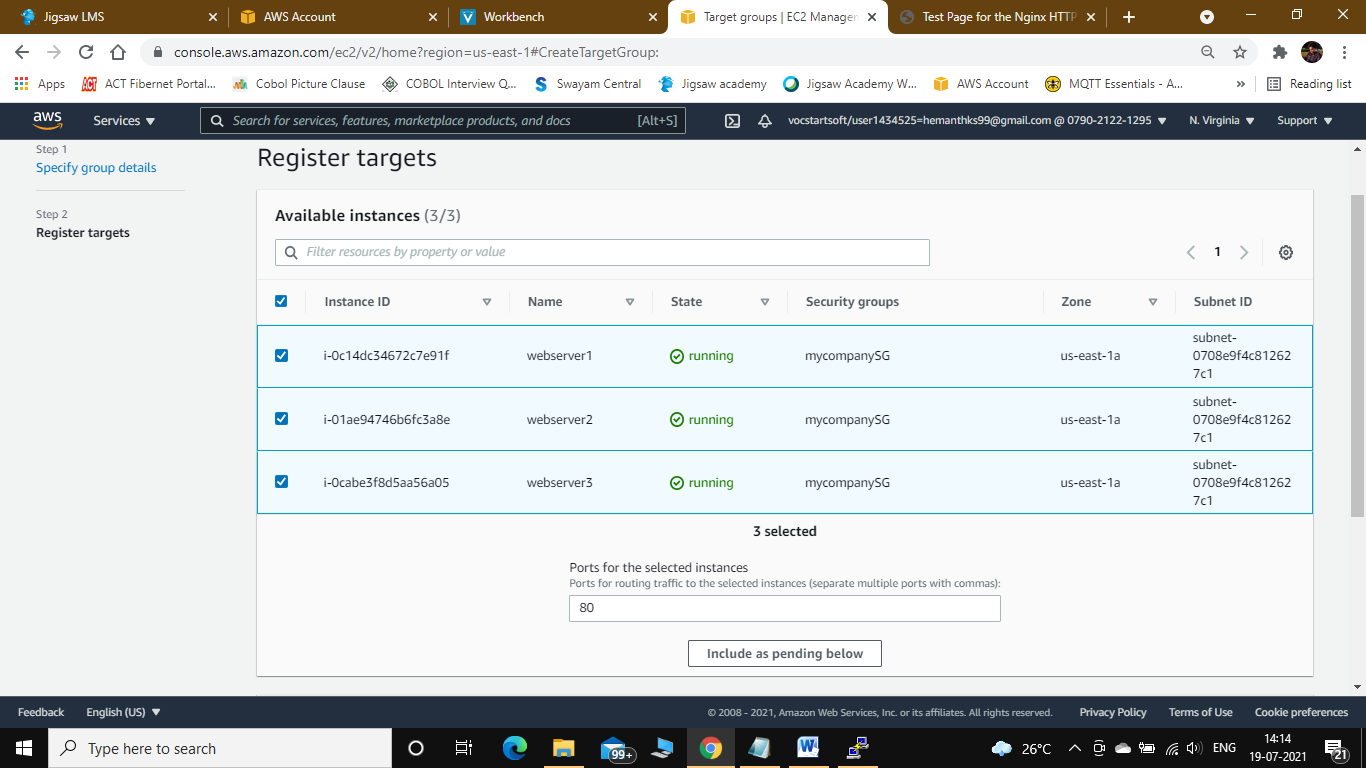 Jigsaw LMS
AWS Account
Workbench
Target groups | EC2 Manager
Test Page for the Nginx HTTP
console.aws.amazon.com/ec2/v2/home?region=us-east-1#CreateTargetGroup:
Apps
ACT Fibernet Portal...
Cobol Picture Clause
COBOL Interview Q...
Swayam Central
Jigsaw academy
Jigsaw Academy W...
AWS Account
MQTT Essentials - A...
»
Reading list
aws
Services
Search for services, features, marketplace products, and docs
[Alt+S]
vocstartsoft/user1434525=hemanthks99@gmail.com @ 0790-2122-1295
N. Virginia
Support
Step 1
Specify group details
Step 2
Register targets
Register targets
Available instances (3/3)
Filter resources by property or value
1
Instance ID
Name
State
Security groups
Zone
Subnet ID
i-0c14dc34672c7e91f
webserver1
running
mycompanySG
us-east-1a
subnet-
0708e9f4c81262
7c1
i-01ae94746b6fc3a8e
webserver2
running
mycompanySG
us-east-1a
subnet-
0708e9f4c81262
7c1
i-0cabe3f8d5aa56a05
webserver3
running
mycompanySG
us-east-1a
subnet-
0708e9f4c81262
7c1
3 selected
Ports for the selected instances
Ports for routing traffic to the selected instances (separate multiple ports with commas):
80
Include as pending below
Feedback
English (US)
© 2008 - 2021, Amazon Web Services, Inc. or its affiliates. All rights reserved.
Privacy Policy
Terms of Use
Cookie preferences
Type here to search
99+
26°C
ENG
14:14
19-07-2021
21